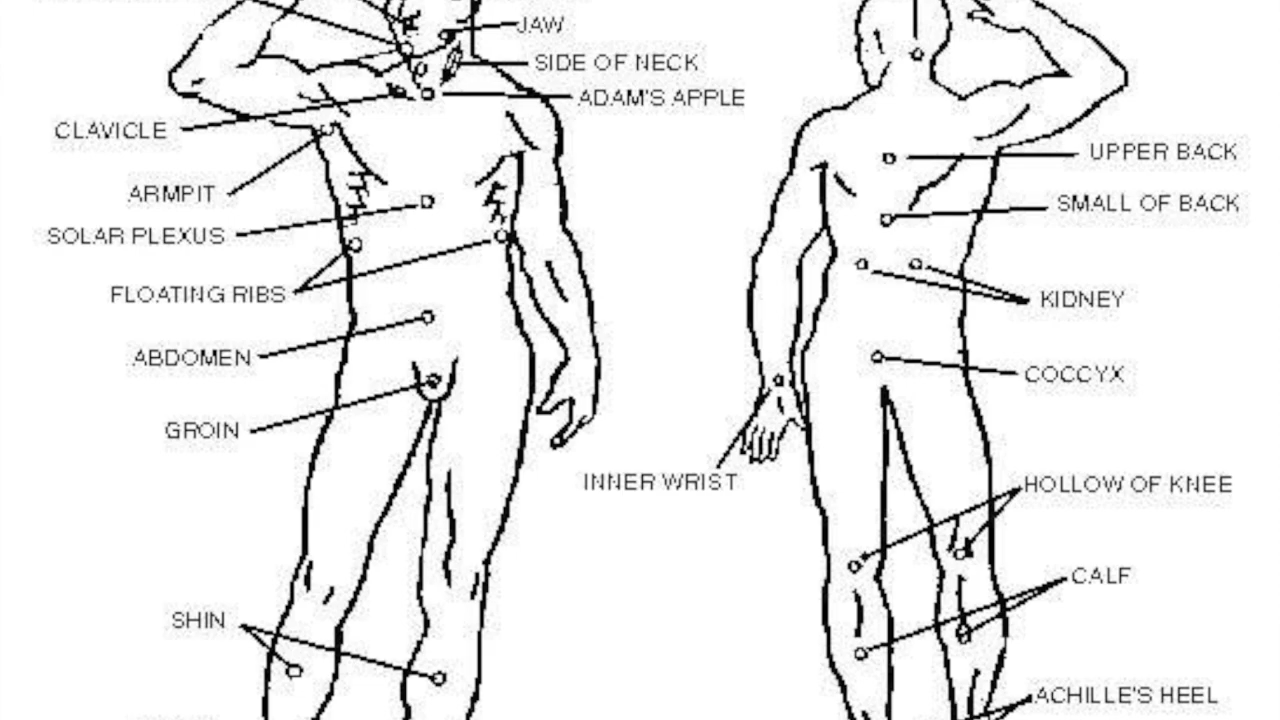 JAW
SIDE OF NECK
ADAM'S APPLE
CLAVICLE
ARMPIT
SOLAR PLEXUS
FLOATING RIBS
ABDOMEN
GROIN
SHIN
UPPER BACK
SMALL OF BACK
KIDNEY
COCCYX
INNER WRIST
HOLLOW OF KNEE
CALF
ACHILLE'S HEEL